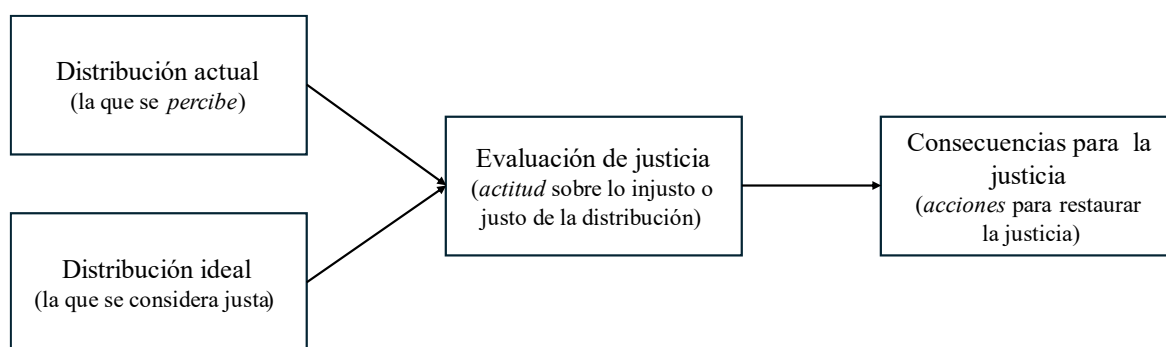 Distribución actual
(la que se percibe)
Distribución ideal
(la que se considera justa)
Evaluación de justicia
(actitud sobre lo injusto o
justo de la distribución)
Consecuencias para la
justicia
(acciones para restaurar
la justicia)